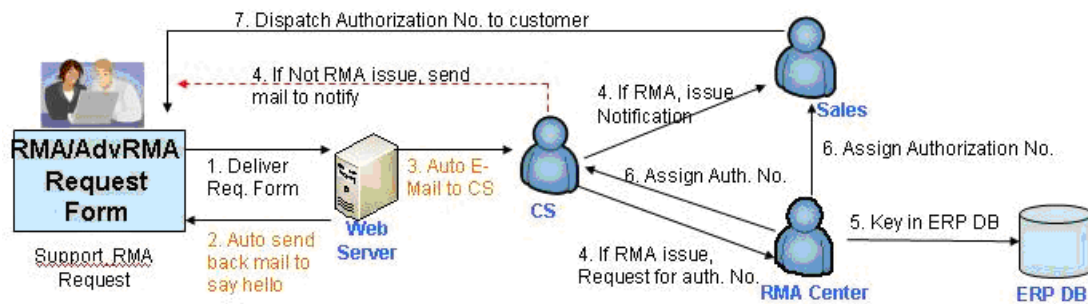 7. Dispatch Authorization No. to customer
4. If Not RMA issue, send
mail to notify
4. If RMA, issue
Notification
Sales
RMA/AdvRMA
Request
Form
1. Deliver
Req. Form
3. Auto E-
Mail to CS
6. Assign Auth. No.
6. Assign Authorization No.
CS
Web
Server
2. Auto send
back mail to
say hello
Support RMA
Request
4. If RMA issue,
Request for auth. No.
5. Key in ERP DB
RMA Center
ERP DB